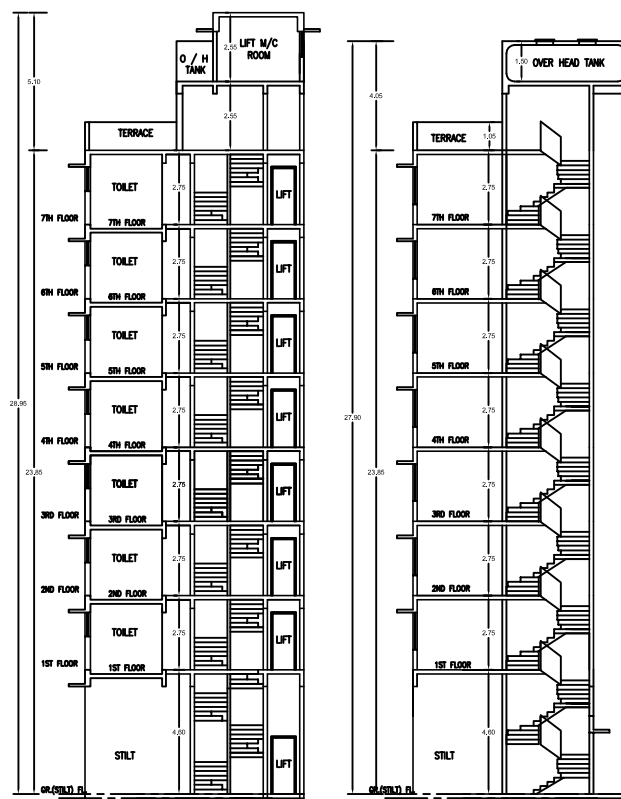 2.55
LIFT M/C
ROOM
O / H
TANK
5.10
2.55
TERRACE
TOILET
2.75
LIFT
7TH FLOOR
7TH FLOOR
TOILET
2.75
LIFT
6TH FLOOR
6TH FLOOR
TOILET
2.75
LIFT
5TH FLOOR
5TH FLOOR
28.95
TOILET
2.75
LIFT
4TH FLOOR
4TH FLOOR
23.85
TOILET
2.75
LIFT
3RD FLOOR
3RD FLOOR
TOILET
2.75
LIFT
2ND FLOOR
2ND FLOOR
TOILET
2.75
LIFT
1ST FLOOR
1ST FLOOR
4.60
STILT
LIFT
GR.(STILT) FL.
1.50
OVER HEAD TANK
4.05
TERRACE
1.05
2.75
7TH FLOOR
2.75
6TH FLOOR
2.75
5TH FLOOR
27.90
2.75
4TH FLOOR
23.85
2.75
3RD FLOOR
2.75
2ND FLOOR
2.75
1ST FLOOR
4.60
STILT
GR.(STILT) FL.